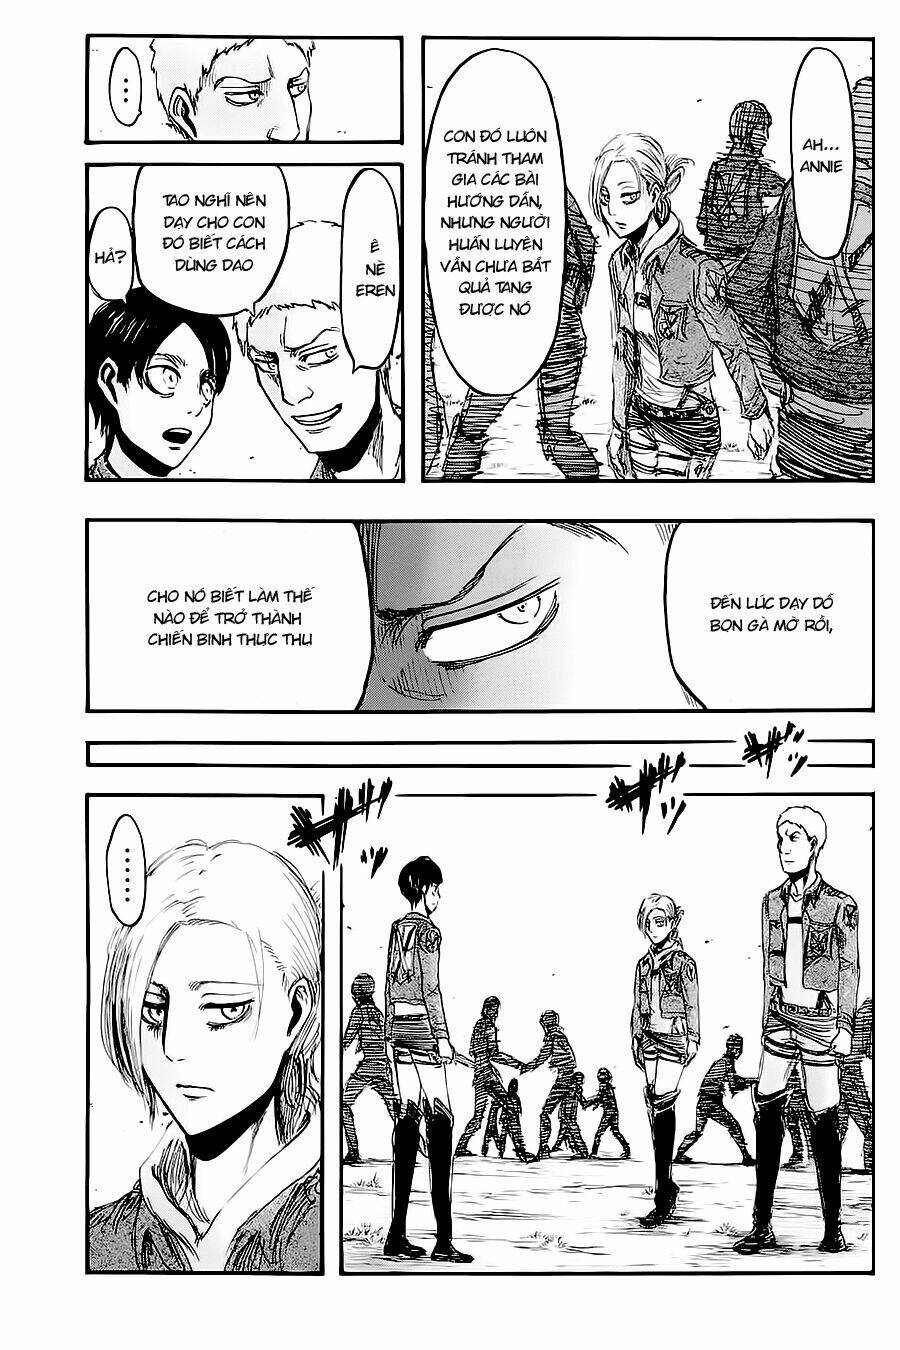 AH...
ANNIE
CON ĐÓ LUÔN
TRÁNH THAM
GIA CÁC BÀI
HƯỚNG DẪN,
NHƯNG NGƯỜI
HUẤN LUYỆN
VẪN CHƯA BẮT
QUẢ TANG
ĐƯỢC NÓ
...
Ê
NÈ
EREN
TAO NGHĨ NÊN
DẠY CHO CON
ĐÓ BIẾT CÁCH
DÙNG DAO
HẢ?
ĐẾN LÚC DẠY DỖ
BỌN GÀ MỜ RỒI,
CHO NÓ BIẾT LÀM THẾ
NÀO ĐỂ TRỞ THÀNH
CHIẾN BINH THỰC THỤ
......